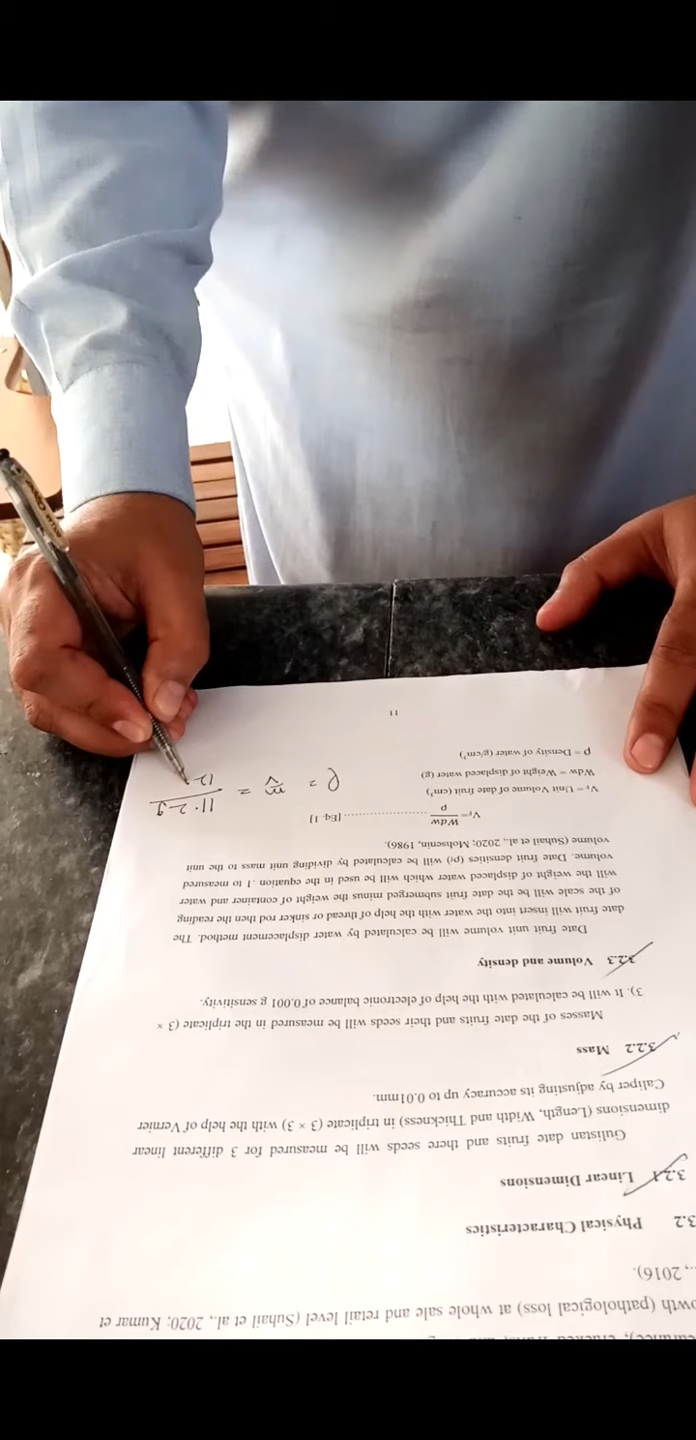 owth (pathological loss) at whole sale and retail level (Suhail et al., 2020; Kumar et
., 2016).
3.2 Physical Characteristics
3.2.1 Linear Dimensions
Gulistan date fruits and there seeds will be measured for 3 different linear
dimensions (Length, Width and Thickness) in triplicate (3 × 3) with the help of Vernier
Caliper by adjusting its accuracy up to 0.01mm.
3.2.2 Mass
Masses of the date fruits and their seeds will be measured in the triplicate (3 ×
3). It will be calculated with the help of electronic balance of 0.001 g sensitivity.
3.2.3 Volume and density
Date fruit unit volume will be calculated by water displacement method. The
date fruit will insert into the water with the help of thread or sinker rod then the reading
of the scale will be the date fruit submerged minus the weight of container and water
will the weight of displaced water which will be used in the equation .1 to measured
volume. Date fruit densities (ρf) will be calculated by dividing unit mass to the unit
volume (Suhail et al., 2020; Mohsenin, 1986).
V_F= Wdw/ρ ........................ [Eq. 1]
V_F = Unit Volume of date fruit (cm³)
Wdw = Weight of displaced water (g)
ρ = Density of water (g/cm³)
ρ = m/v = 11.29/12.
11